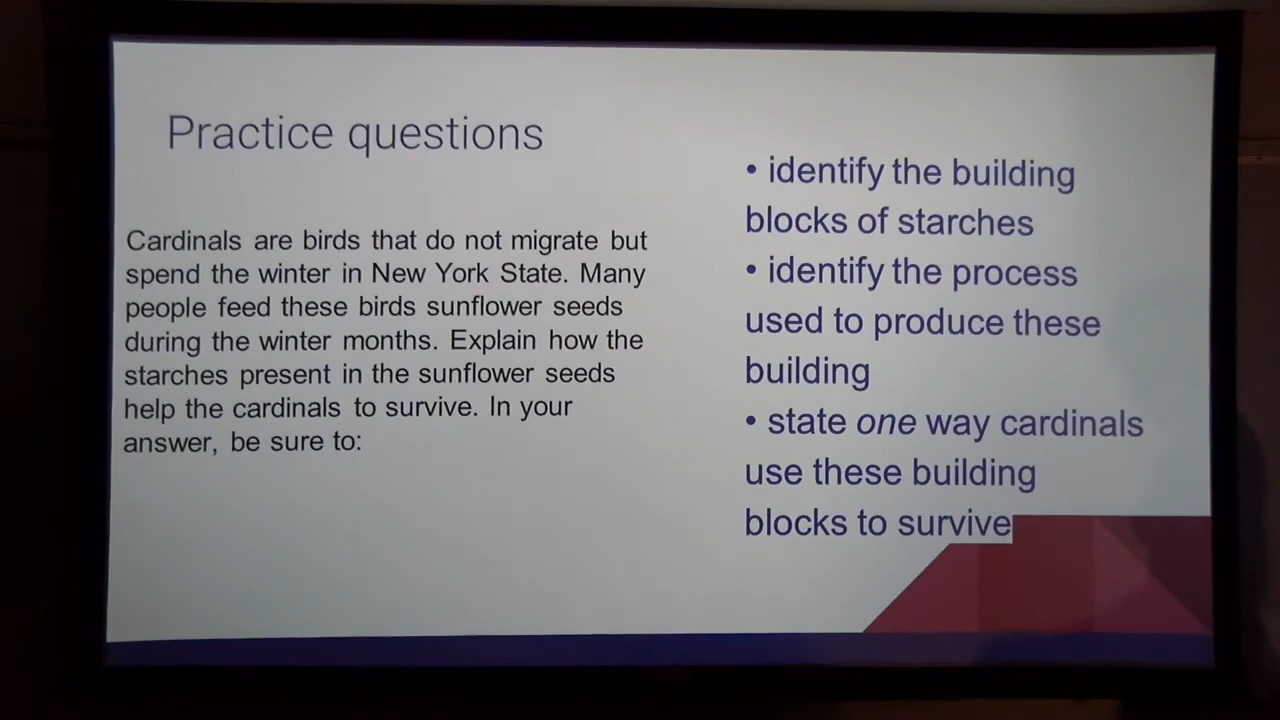 Practice questions
Cardinals are birds that do not migrate but
spend the winter in New York State. Many
people feed these birds sunflower seeds
during the winter months. Explain how the
starches present in the sunflower seeds
help the cardinals to survive. In your
answer, be sure to:
• identify the building
blocks of starches
• identify the process
used to produce these
building
• state one way cardinals
use these building
blocks to survive